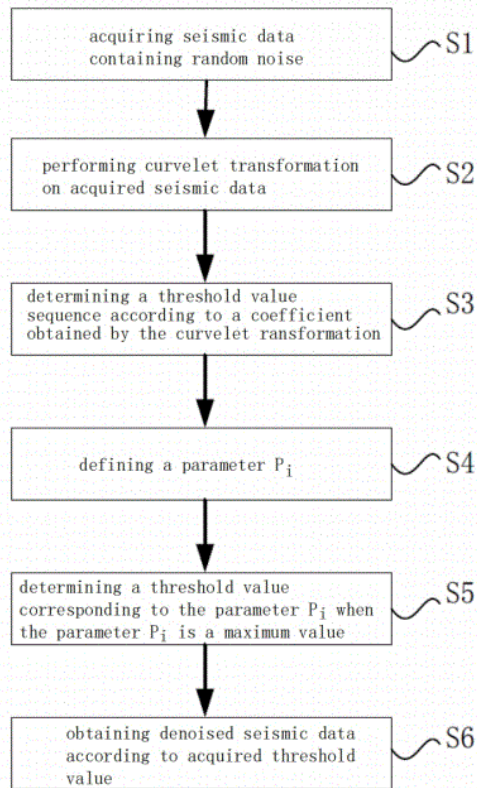 acquiring seismic data
containing random noise
S1
performing curvelet transformation
on acquired seismic data
S2
determining a threshold value
sequence according to a coefficient
obtained by the curvelet ransformation
S3
defining a parameter Pi
S4
determining a threshold value
corresponding to the parameter Pi when
the parameter Pi is a maximum value
S5
obtaining denoised seismic data
according to acquired threshold
value
S6